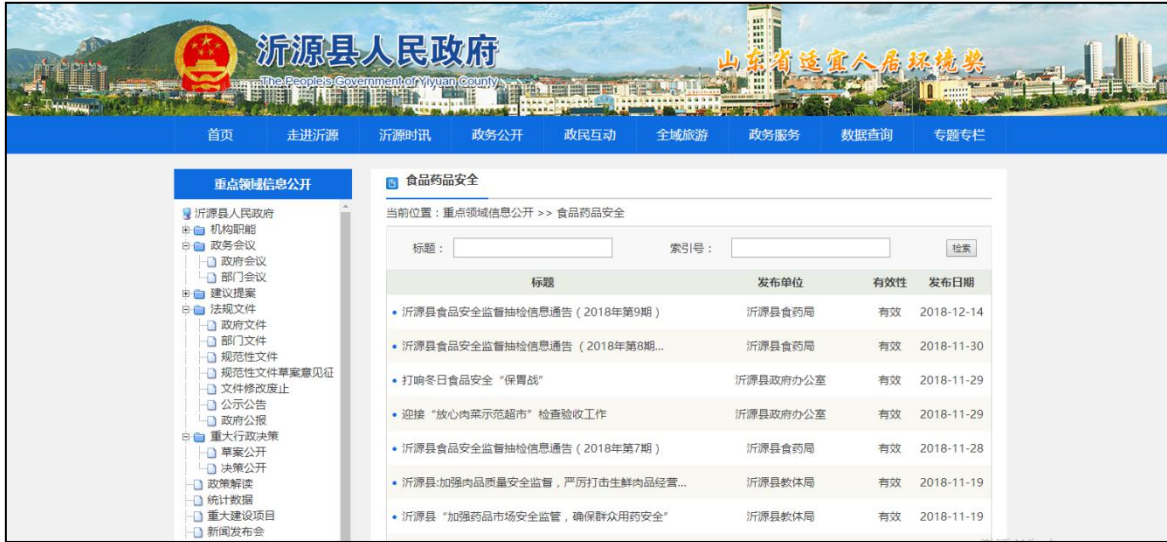 沂源县人民政府
The People's Government of Yiyuan County
山东省适宜人居环境奖
首页 走进沂源 沂源时讯 政务公开 政民互动 全域旅游 政务服务 数据查询 专题专栏
重点领域信息公开
沂源县人民政府
机构职能
政务会议
政府会议
部门会议
建议提案
法规文件
政府文件
部门文件
规范性文件
规范性文件草案意见征
文件修改废止
公示公告
政府公报
重大行政决策
草案公开
决策公开
政策解读
统计数据
重大建设项目
新闻发布会
食品药品安全
当前位置：重点领域信息公开 >> 食品药品安全
标题： 索引号： 检索
标题 发布单位 有效性 发布日期
• 沂源县食品安全监督抽检信息通告（2018年第9期） 沂源县食药局 有效 2018-12-14
• 沂源县食品安全监督抽检信息通告 （2018年第8期... 沂源县食药局 有效 2018-11-30
• 打响冬日食品安全“保胃战” 沂源县政府办公室 有效 2018-11-29
• 迎接“放心肉菜示范超市”检查验收工作 沂源县政府办公室 有效 2018-11-29
• 沂源县食品安全监督抽检信息通告（2018年第7期） 沂源县食药局 有效 2018-11-28
• 沂源县:加强肉品质量安全监督，严厉打击生鲜肉品经营... 沂源县教体局 有效 2018-11-19
• 沂源县“加强药品市场安全监管，确保群众用药安全” 沂源县教体局 有效 2018-11-19